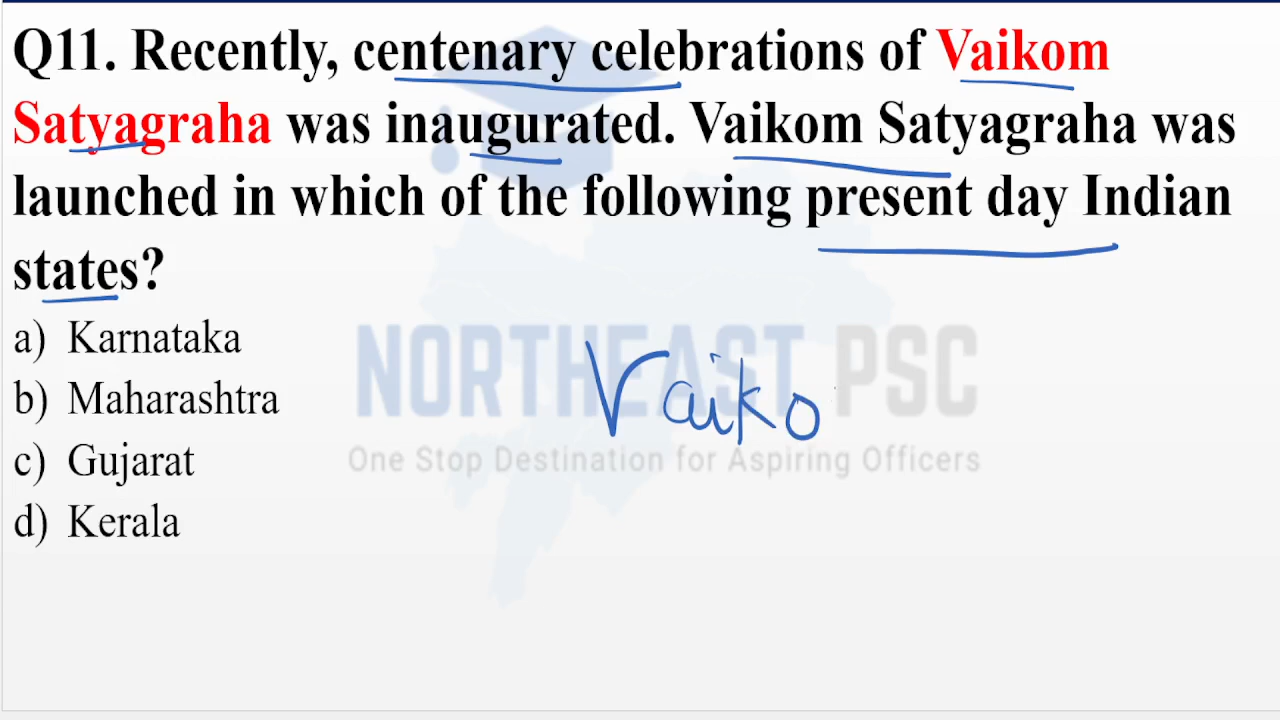 Q11. Recently, centenary celebrations of Vaikom
Satyagraha was inaugurated. Vaikom Satyagraha was
launched in which of the following present day Indian
states?
a) Karnataka
b) Maharashtra
c) Gujarat
d) Kerala
NORTHEAST PSC
Vaiko
One Stop Destination for Aspiring Officers